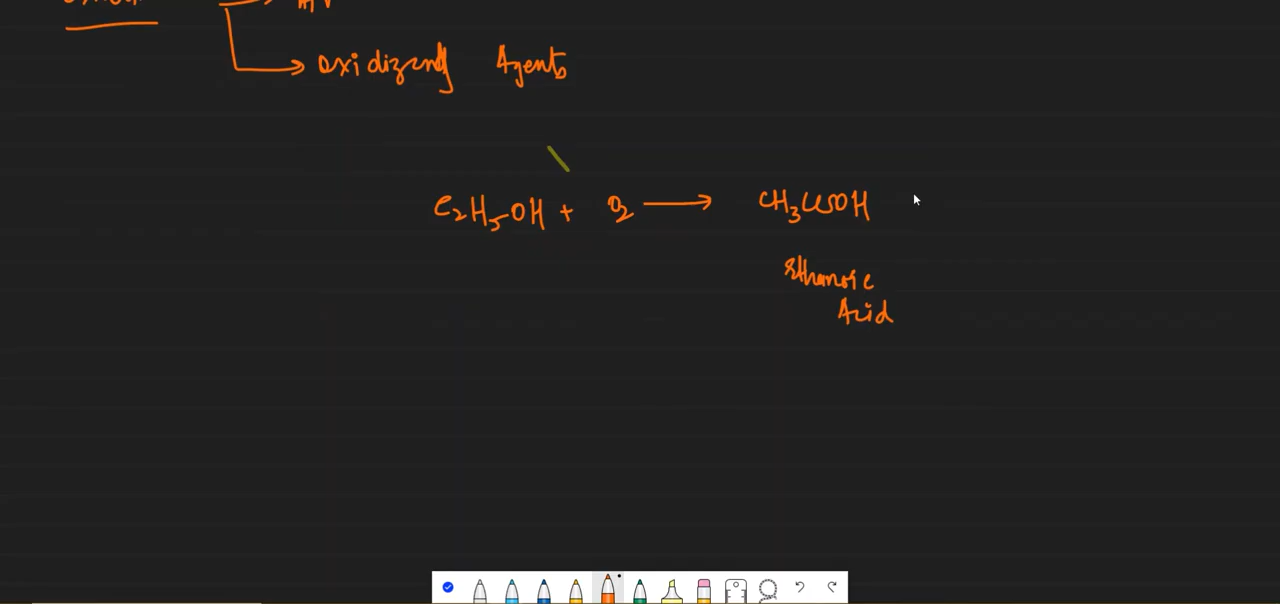 Oxidizing Agents
C2H5OH + O2 ⟶ CH3COOH
Ethanoic
Acid